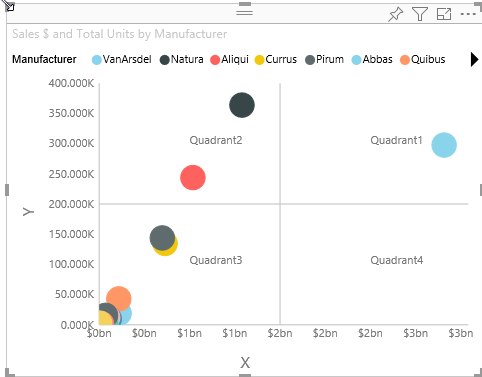 Sales $ and Total Units by Manufacturer
Manufacturer VanArsdel Natura Aliqui Currus Pirum Abbas Quibus
400.000K
350.000K
300.000K
250.000K
200.000K
150.000K
100.000K
50.000K
0.000K
Y
Quadrant2 Quadrant1
Quadrant3 Quadrant4
$0bn $0bn $1bn $1bn $2bn $2bn $2bn $3bn $3bn
X